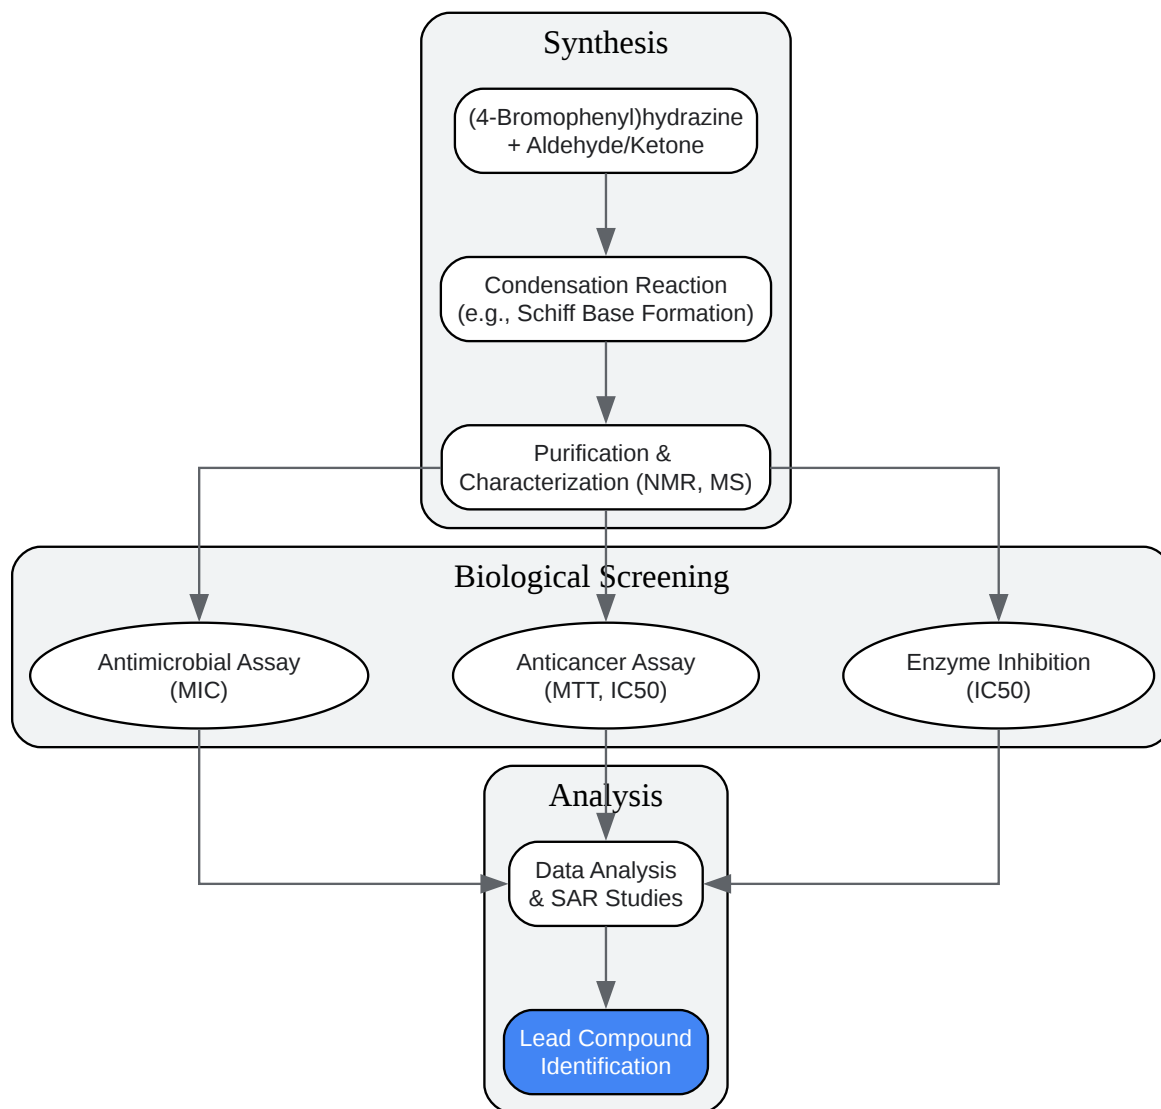 Synthesis
(4-Bromophenyl)hydrazine
+ Aldehyde/Ketone
Condensation Reaction
(e.g., Schiff Base Formation)
Purification &
Characterization (NMR, MS)
Biological Screening
Antimicrobial Assay
(MIC)
Anticancer Assay
(MTT, IC50)
Enzyme Inhibition
(IC50)
Analysis
Data Analysis
& SAR Studies
Lead Compound
Identification